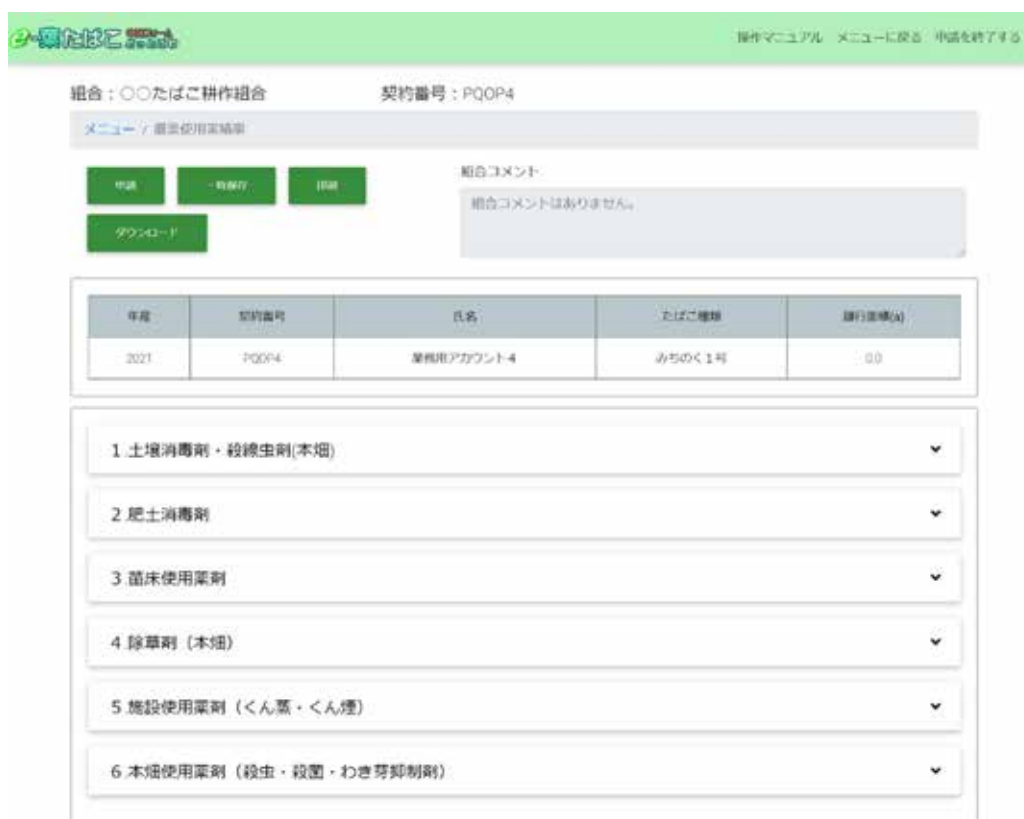 e-葉たばこ
操作マニュアル メニューに戻る 申請を終了する
組合：○○たばこ耕作組合 契約番号：PQOP4
メニュー / 農薬使用実績書
申請 一時保存 印刷
ダウンロード
組合コメント
組合コメントはありません。
年産 契約番号 氏名 たばこ種類
2021 PQOP4 業務用アカウント-4 みちのく1号 0.0
1.土壌消毒剤・殺線虫剤(本畑)
2.肥土消毒剤
3.苗床使用薬剤
4.除草剤（本畑）
5.施設使用薬剤（くん蒸・くん煙）
6.本畑使用薬剤（殺虫・殺菌・わき芽抑制剤）